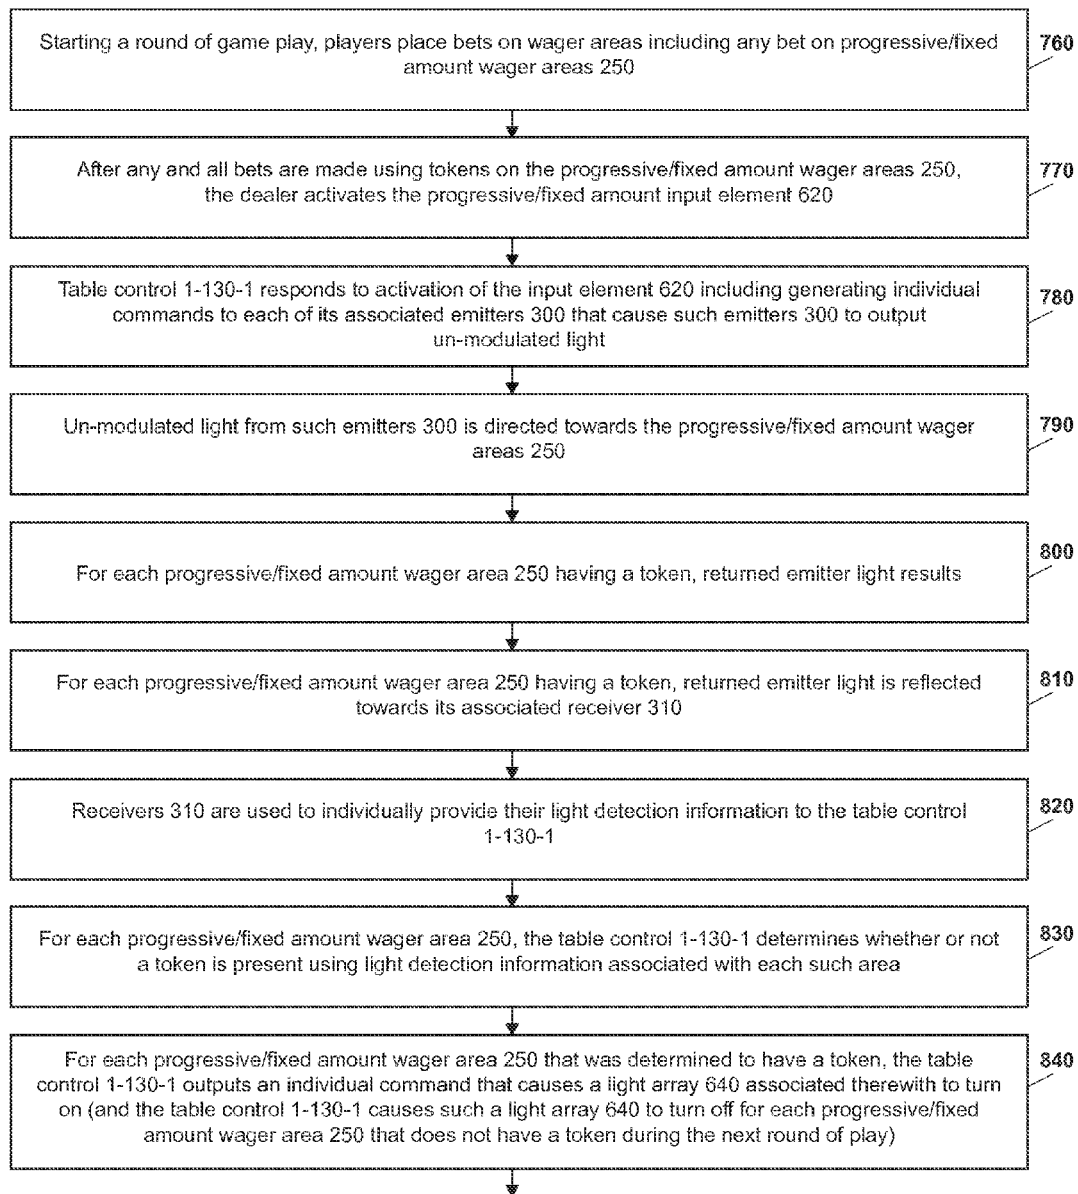 Starting a round of game play, players place bets on wager areas including any bet on progressive/fixed
amount wager areas 250
760
After any and all bets are made using tokens on the progressive/fixed amount wager areas 250,
the dealer activates the progressive/fixed amount input element 620
770
Table control 1-130-1 responds to activation of the input element 620 including generating individual
commands to each of its associated emitters 300 that cause such emitters 300 to output
un-modulated light
780
Un-modulated light from such emitters 300 is directed towards the progressive/fixed amount wager
areas 250
790
For each progressive/fixed amount wager area 250 having a token, returned emitter light results
800
For each progressive/fixed amount wager area 250 having a token, returned emitter light is reflected
towards its associated receiver 310
810
Receivers 310 are used to individually provide their light detection information to the table control
1-130-1
820
For each progressive/fixed amount wager area 250, the table control 1-130-1 determines whether or not
a token is present using light detection information associated with each such area
830
For each progressive/fixed amount wager area 250 that was determined to have a token, the table
control 1-130-1 outputs an individual command that causes a light array 640 associated therewith to turn
on (and the table control 1-130-1 causes such a light array 640 to turn off for each progressive/fixed
amount wager area 250 that does not have a token during the next round of play)
840